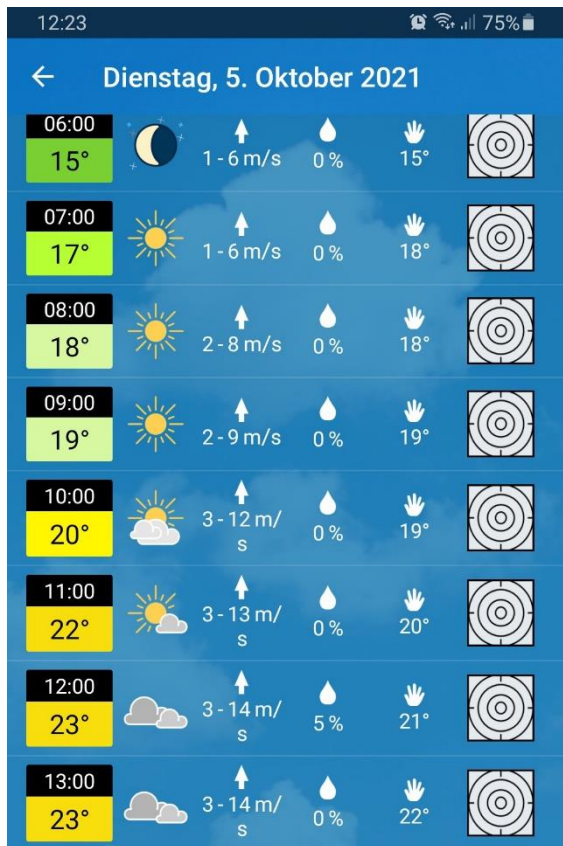 12:23 75%
Dienstag, 5. Oktober 2021
06:00
15° 1 - 6 m/s 0 % 15°
07:00
17° 1 - 6 m/s 0 % 18°
08:00
18° 2 - 8 m/s 0 % 18°
09:00
19° 2 - 9 m/s 0 % 19°
10:00
20° 3 - 12 m/ 0 % 19°
s
11:00
22° 3 - 13 m/ 0 % 20°
s
12:00
23° 3 - 14 m/ 5 % 21°
s
13:00
23° 3 - 14 m/ 0 % 22°
s